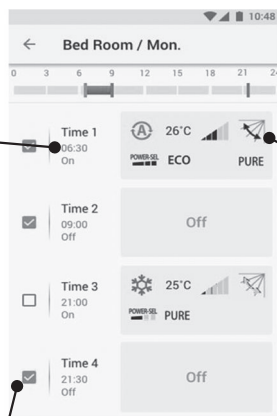 10:48
← Bed Room / Mon.
0 3 6 9 12 15 18 21 24
Time 1
06:30
On
A 26°C
POWER-SEL ECO PURE
Time 2
09:00
Off
Off
Time 3
21:00
On
25°C
POWER-SEL PURE
Time 4
21:30
Off
Off